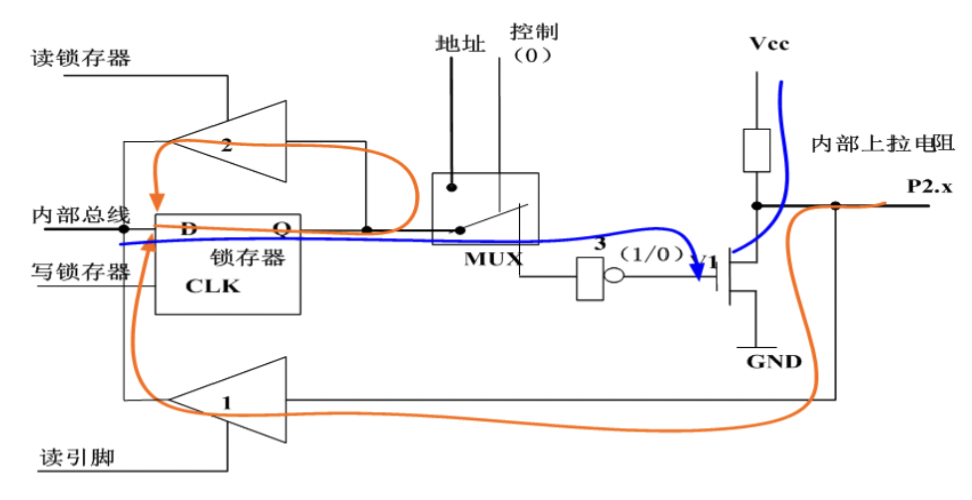 读锁存器
地址
控制
（0）
Vcc
2
内部上拉电阻
P2.x
内部总线
D
Q
锁存器
写锁存器
CLK
MUX
3
（1/0）
V1
GND
1
读引脚